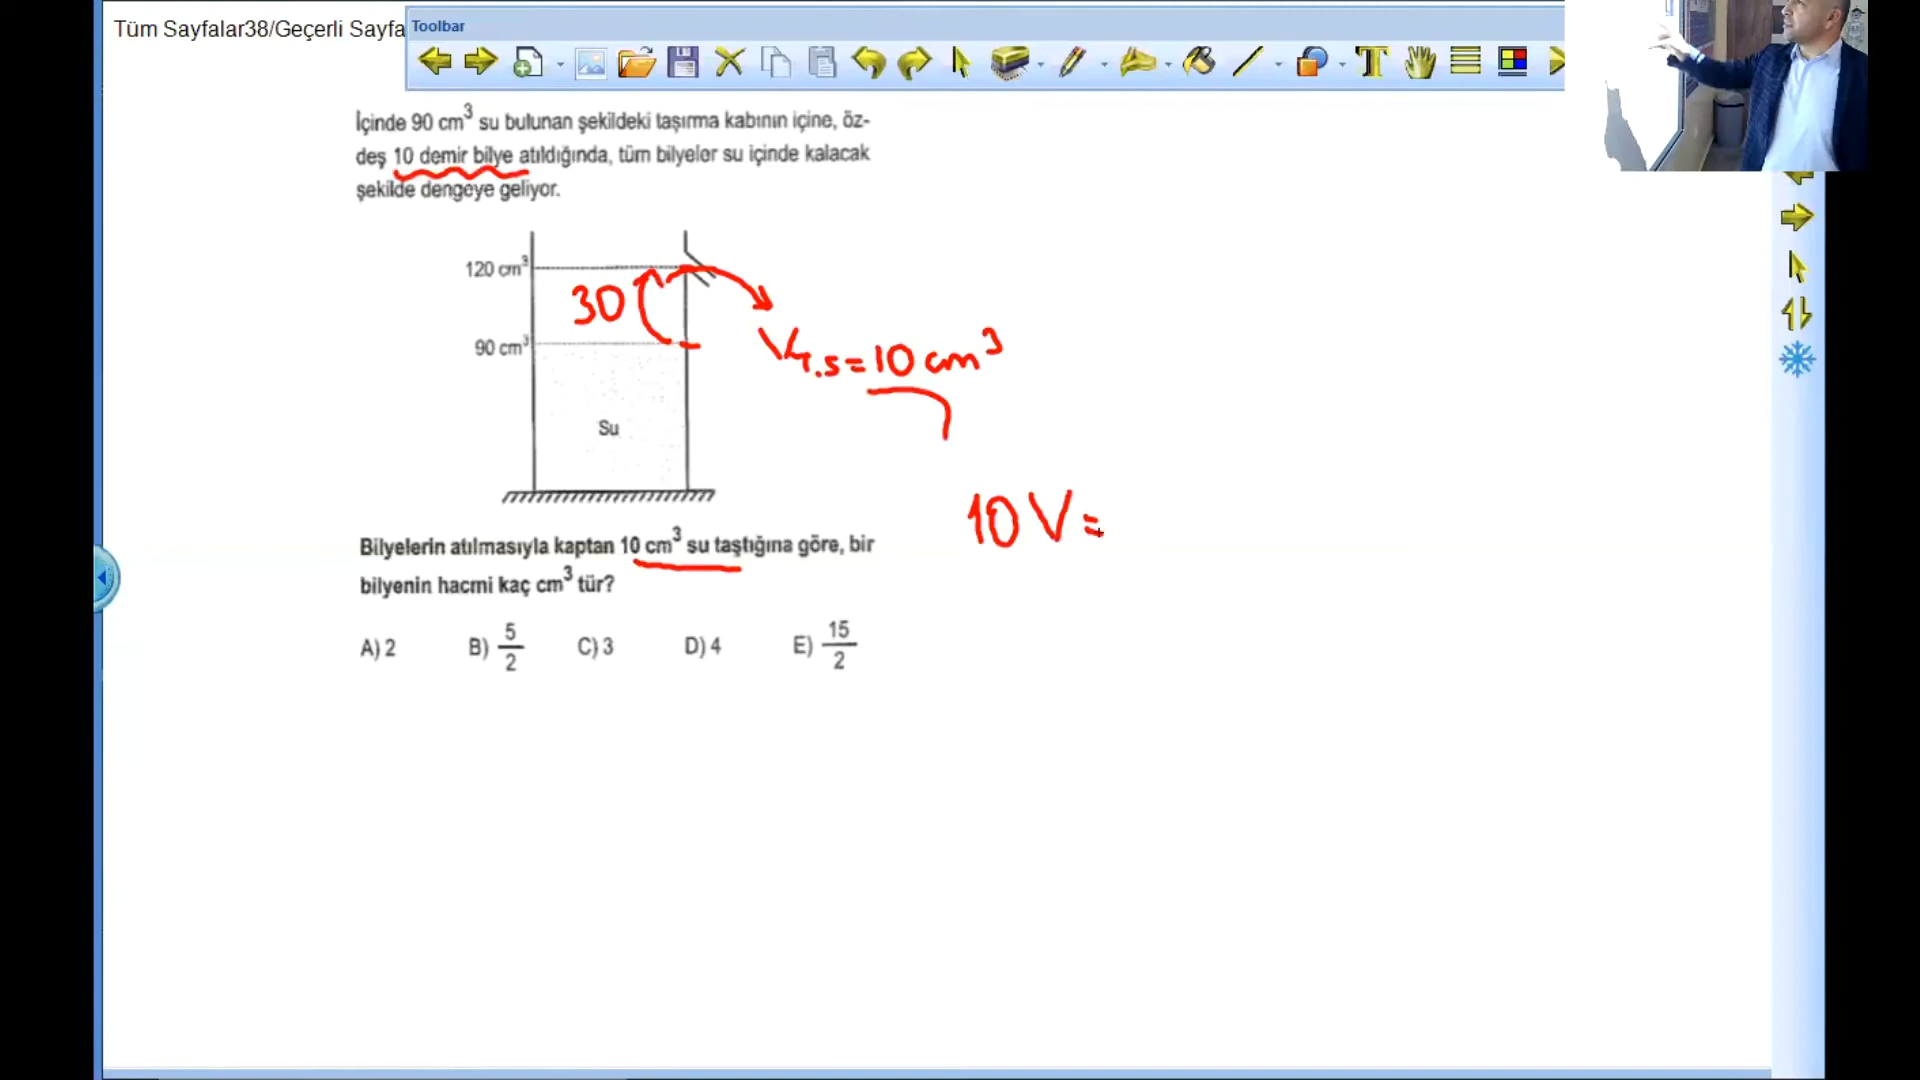 Tüm Sayfalar38/Geçerli Sayfa
Toolbar
İçinde 90 cm³ su bulunan şekildeki taşırma kabının içine, öz-
deş 10 demir bilye atıldığında, tüm bilyeler su içinde kalacak
şekilde dengeye geliyor.
120 cm³
30
90 cm³
V_T.S = 10 cm³
Su
10 V =
Bilyelerin atılmasıyla kaptan 10 cm³ su taştığına göre, bir
bilyenin hacmi kaç cm³ tür?
A) 2 B) 5/2 C) 3 D) 4 E) 15/2